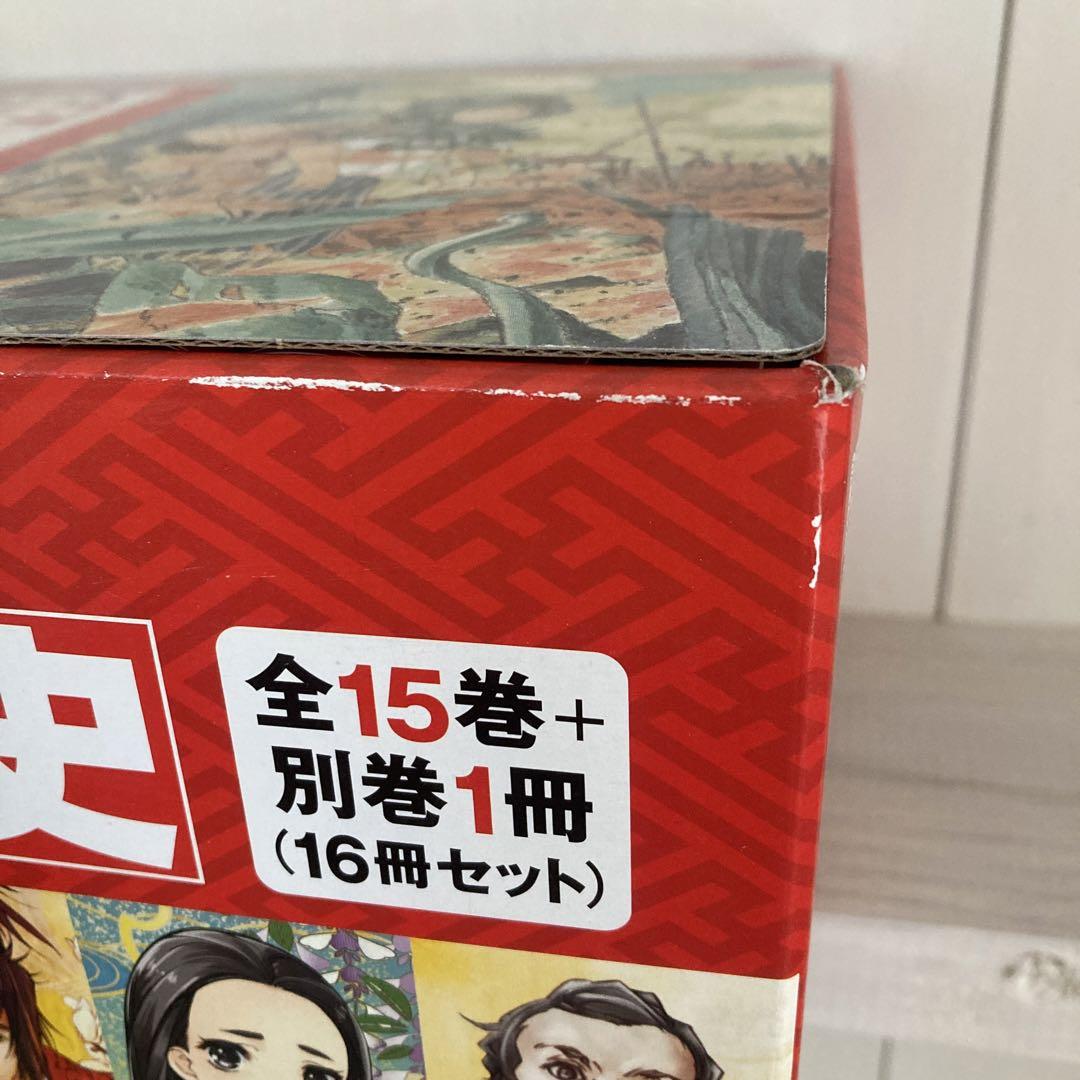 史
全15巻+
別巻1冊
(16冊セット)